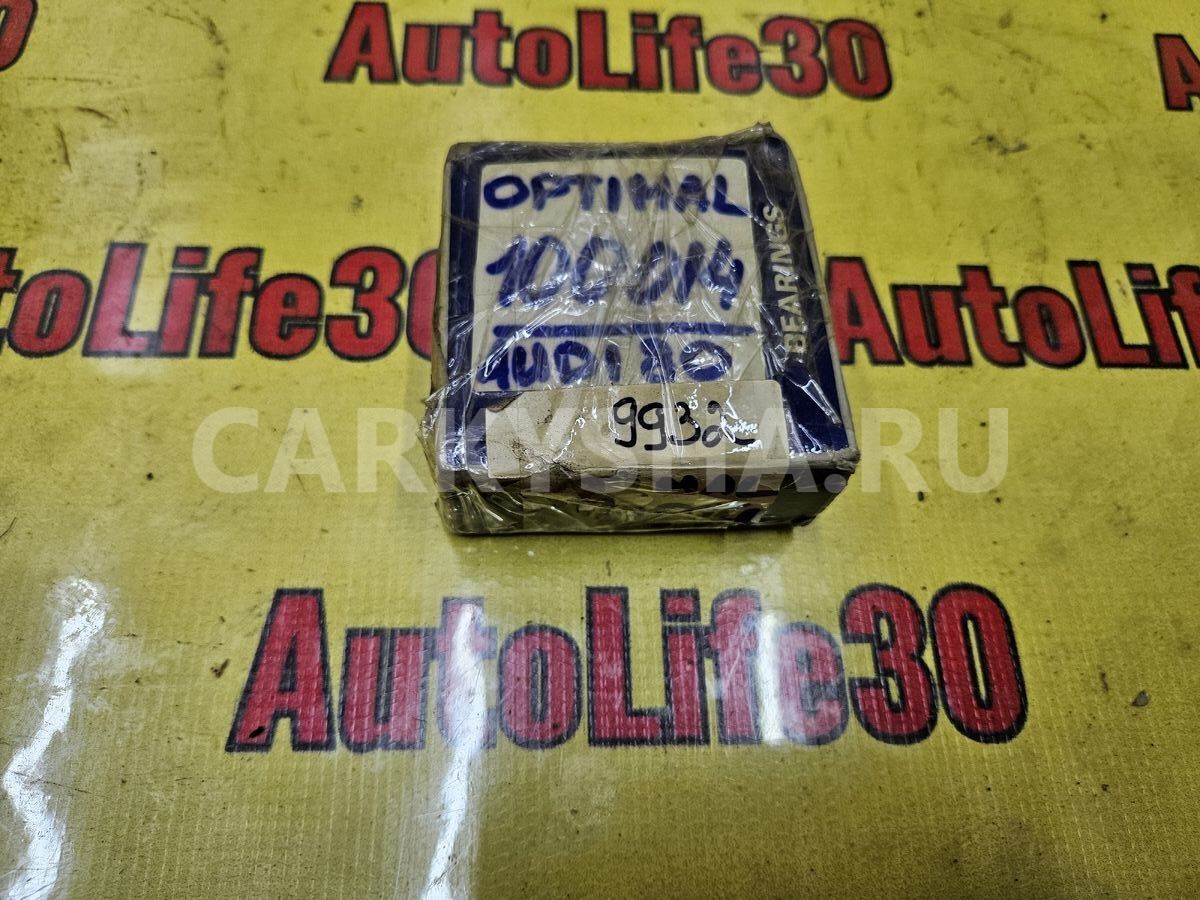 AutoLife30
OPTIMAL
100014
AUDI 80
BEARINGS
9932
AutoLife30
AutoLife30
CARKYSHA.RU
AutoLife30